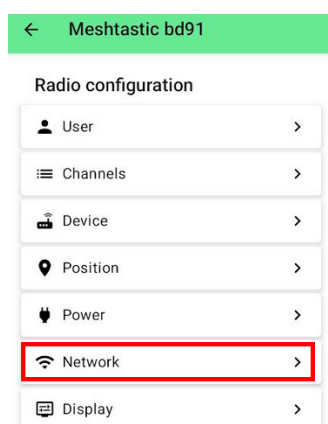 Meshtastic bd91
Radio configuration
User
Channels
Device
Position
Power
Network
Display